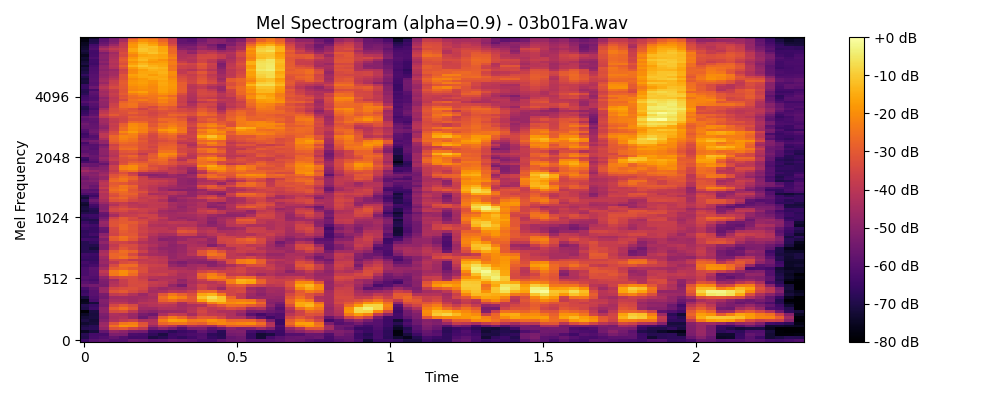 Mel Spectrogram (alpha=0.9) - 03b01Fa.wav
Mel Frequency
4096
2048
1024
512
0
0
0.5
1
1.5
2
Time
+0 dB
-10 dB
-20 dB
-30 dB
-40 dB
-50 dB
-60 dB
-70 dB
-80 dB